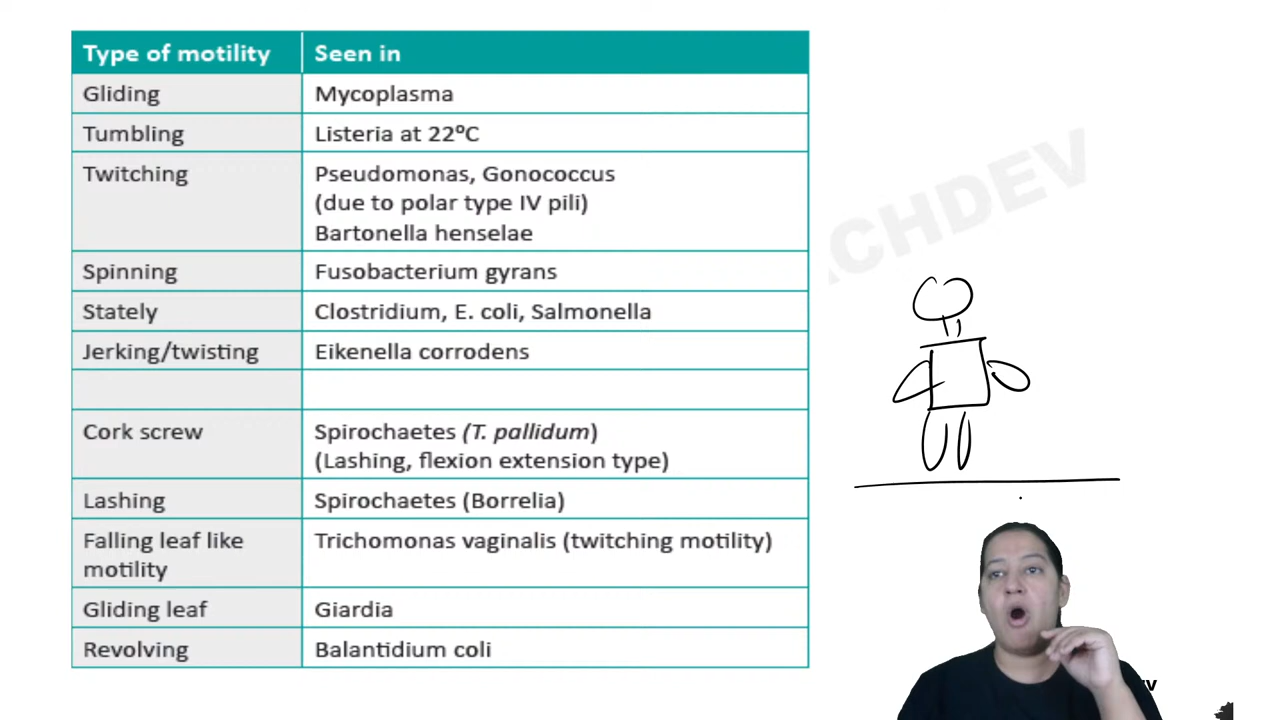 Type of motility Seen in
Gliding Mycoplasma
Tumbling Listeria at 22°C
Twitching Pseudomonas, Gonococcus
(due to polar type IV pili)
Bartonella henselae
Spinning Fusobacterium gyrans
Stately Clostridium, E. coli, Salmonella
Jerking/twisting Eikenella corrodens
Cork screw Spirochaetes (T. pallidum)
(Lashing, flexion extension type)
Lashing Spirochaetes (Borrelia)
Falling leaf like Trichomonas vaginalis (twitching motility)
motility
Gliding leaf Giardia
Revolving Balantidium coli
CHDEV